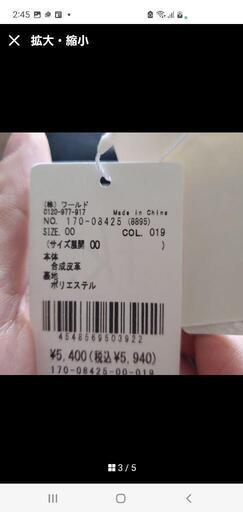 2:45
拡大・縮小
(株) ワールド
0120-977-917 Made in China
NO. 170-08425 (8895)
SIZE. 00 COL. 019
(サイズ展開 00 )
本体
合成皮革
基地
ポリエステル
4548569503922
¥5,400(税込¥5,940)
170-08425-00-019
3 / 5